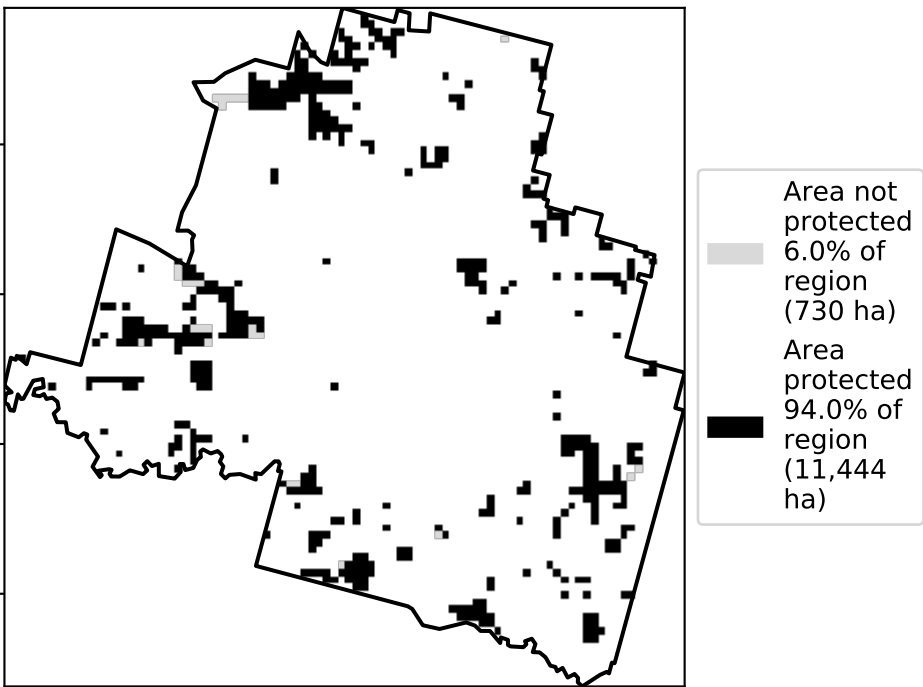 Area not
protected
6.0% of
region
(730 ha)
Area
protected
94.0% of
region
(11,444
ha)